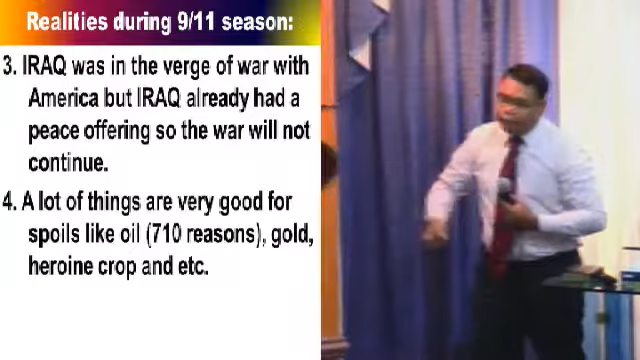 Realities during 9/11 season:
3. IRAQ was in the verge of war with
America but IRAQ already had a
peace offering so the war will not
continue.
4. A lot of things are very good for
spoils like oil (710 reasons), gold,
heroine crop and etc.